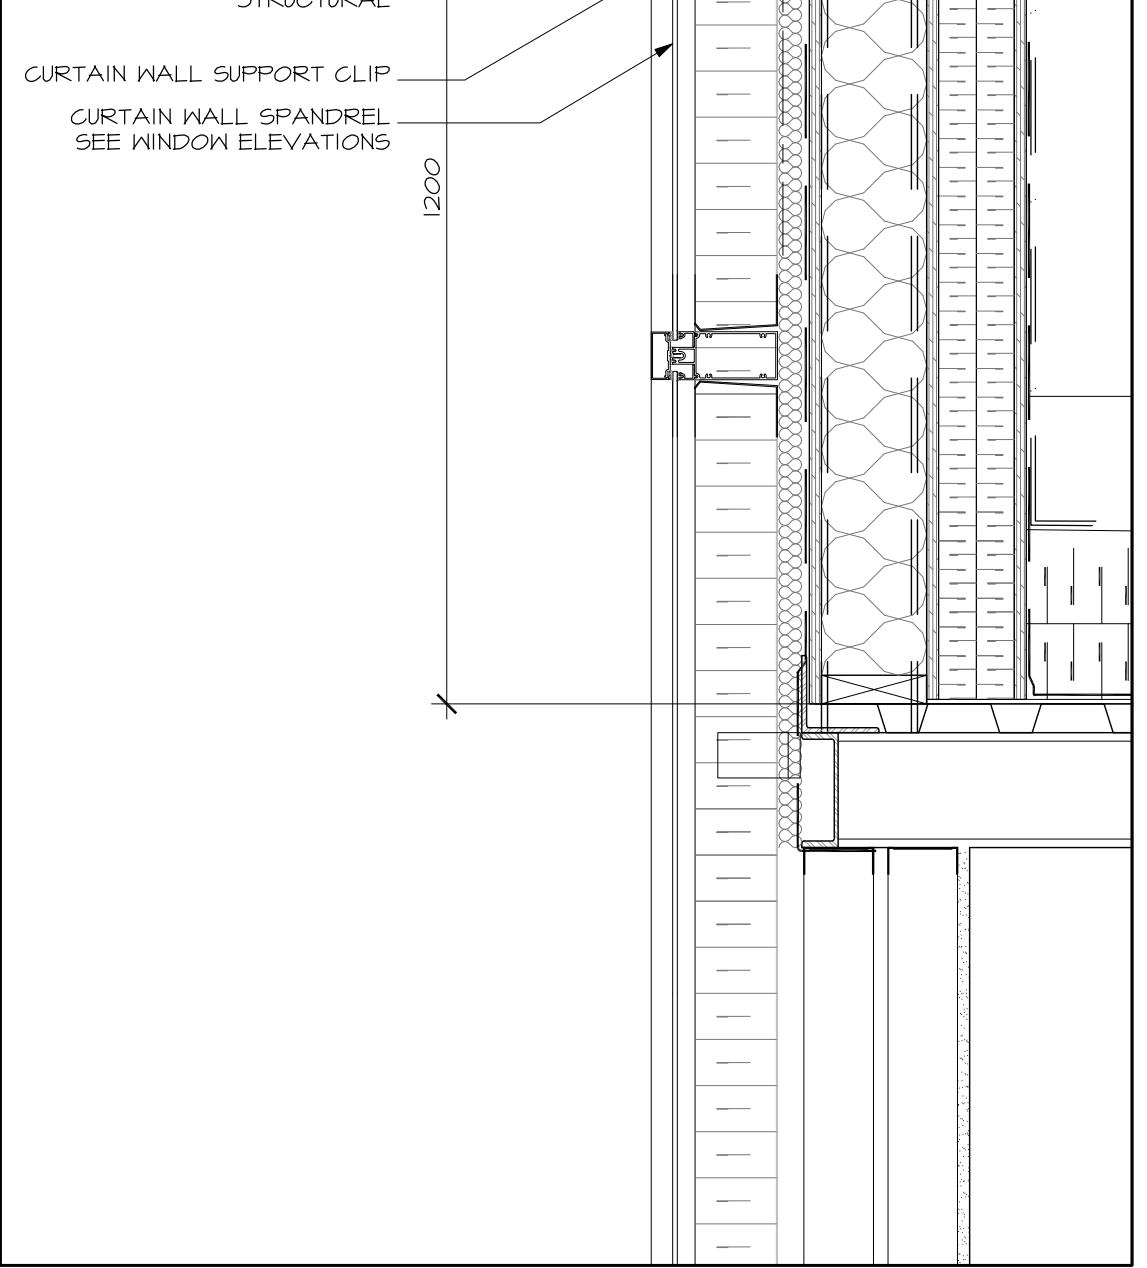 STRUCTURAL
CURTAIN WALL SUPPORT CLIP
CURTAIN WALL SPANDREL
SEE WINDOW ELEVATIONS
1200